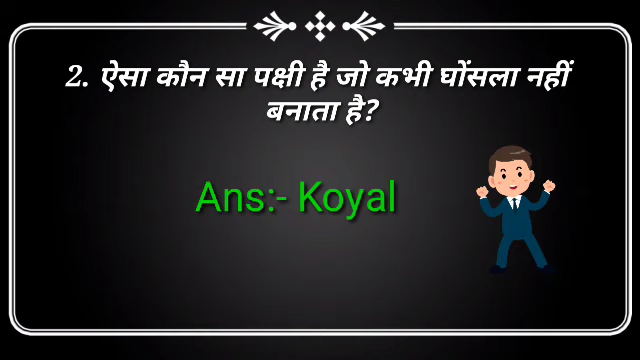 2. ऐसा कौन सा पक्षी है जो कभी घोंसला नहीं
बनाता है?
Ans:- Koyal